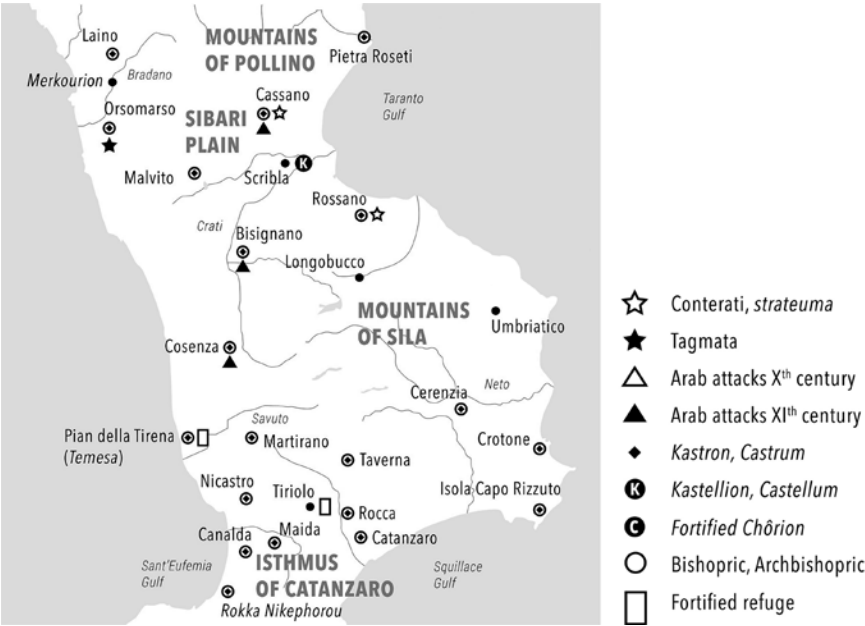 Laino
MOUNTAINS
OF POLLINO
Pietra Roseti
Merkourion
Bradano
Orsomarso
Cassano
Taranto
Gulf
SIBARI
PLAIN
Malvito
Scribla
K
Rossano
Crati
Bisignano
Longobucco
MOUNTAINS
OF SILA
Umbriatico
Cosenza
Cerenzia
Neto
Pian della Tirena
(Temesa)
Savuto
Martirano
Taverna
Crotone
Nicastro
Tiriolo
Isola Capo Rizzuto
Rocca
Canalda
Maida
Catanzaro
Sant'Eufemia
Gulf
ISTHMUS
OF CATANZARO
Squillace
Gulf
Rokka Nikephorou
Conterati, strateuma
Tagmata
Arab attacks Xth century
Arab attacks XIth century
Kastron, Castrum
K Kastellion, Castellum
C Fortified Chôrion
Bishopric, Archbishopric
Fortified refuge